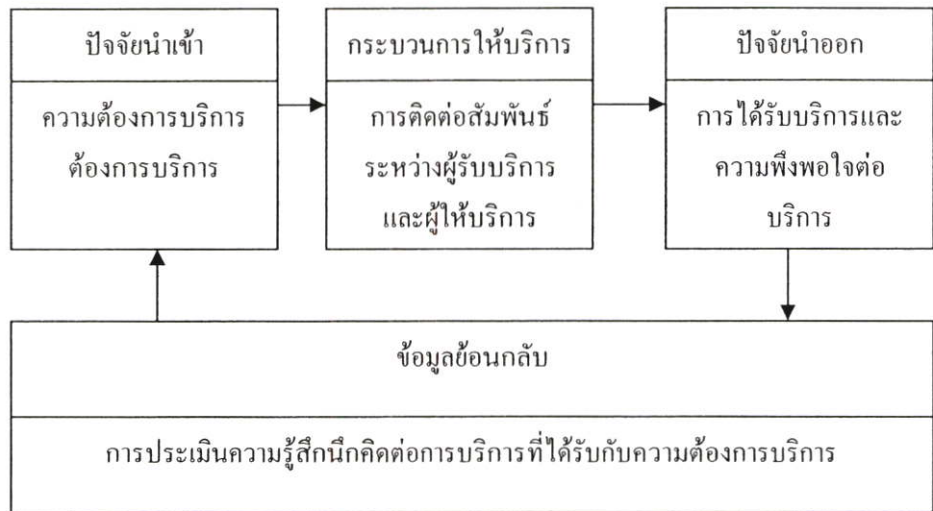 ปัจจัยนำเข้า
ความต้องการบริการ
ต้องการบริการ
กระบวนการให้บริการ
การติดต่อสัมพันธ์
ระหว่างผู้รับบริการ
และผู้ให้บริการ
ปัจจัยนำออก
การได้รับบริการและ
ความพึงพอใจต่อ
บริการ
ข้อมูลย้อนกลับ
การประเมินความรู้สึกนึกคิดต่อการบริการที่ได้รับกับความต้องการบริการ